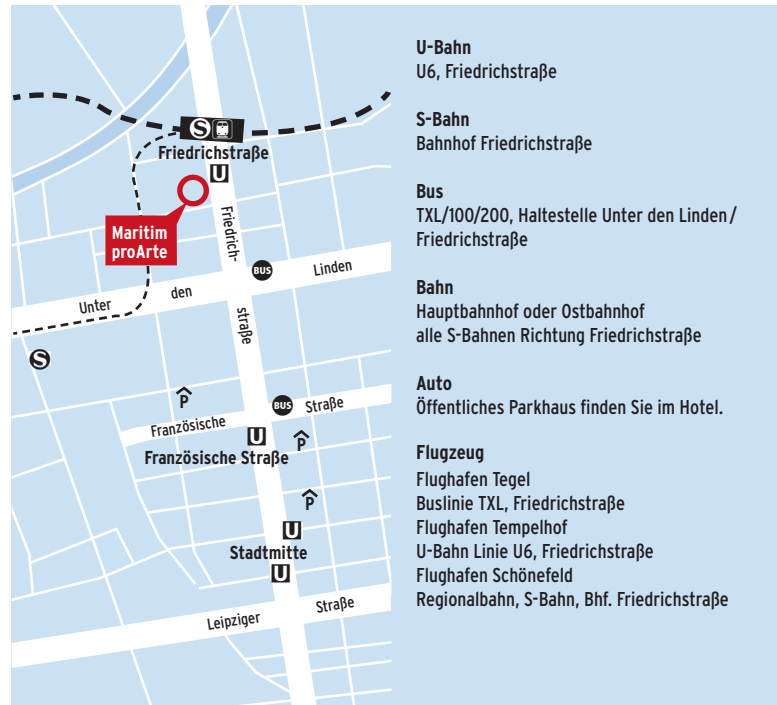 S
Friedrichstraße
U
Maritim
proArte
Friedrich-
straße
BUS
Unter den Linden
S
P
BUS
Französische Straße
U
P
Französische Straße
P
U
Stadtmitte
U
Leipziger Straße
U-Bahn
U6, Friedrichstraße
S-Bahn
Bahnhof Friedrichstraße
Bus
TXL/100/200, Haltestelle Unter den Linden/
Friedrichstraße
Bahn
Hauptbahnhof oder Ostbahnhof
alle S-Bahnen Richtung Friedrichstraße
Auto
Öffentliches Parkhaus finden Sie im Hotel.
Flugzeug
Flughafen Tegel
Buslinie TXL, Friedrichstraße
Flughafen Tempelhof
U-Bahn Linie U6, Friedrichstraße
Flughafen Schönefeld
Regionalbahn, S-Bahn, Bhf. Friedrichstraße